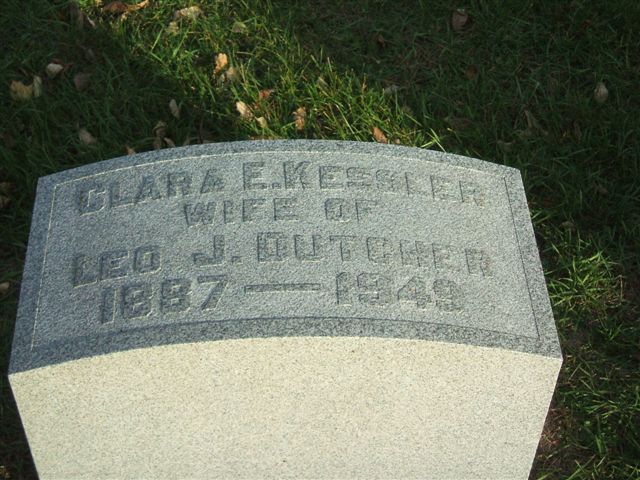 CLARA E. KESSLER
WIFE OF
LEO. J. DUTCHER
1887 — 1949